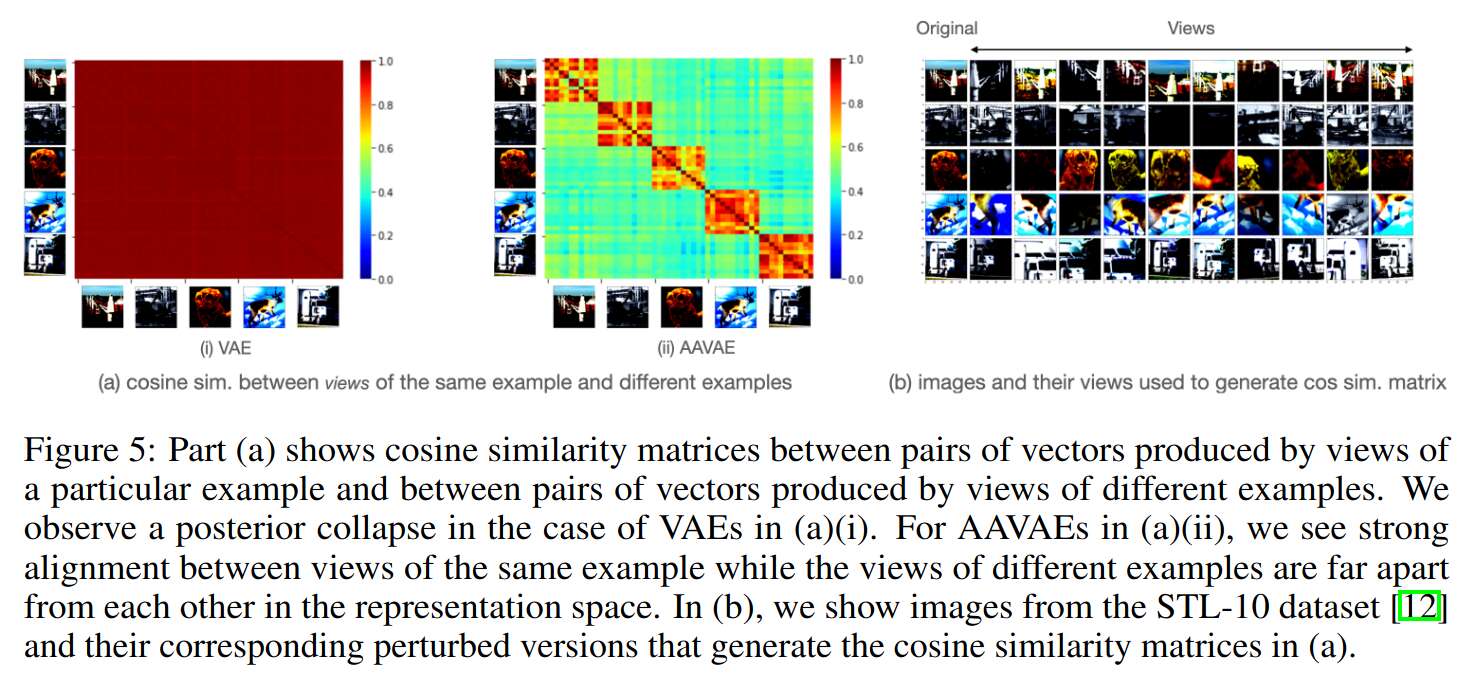 Original Views
1.0
0.8
0.6
0.4
0.2
0.0
1.0
0.8
0.6
0.4
0.2
0.0
(i) VAE
(ii) AAVAE
(a) cosine sim. between views of the same example and different examples
(b) images and their views used to generate cos sim. matrix
Figure 5: Part (a) shows cosine similarity matrices between pairs of vectors produced by views of
a particular example and between pairs of vectors produced by views of different examples. We
observe a posterior collapse in the case of VAEs in (a)(i). For AAVAEs in (a)(ii), we see strong
alignment between views of the same example while the views of different examples are far apart
from each other in the representation space. In (b), we show images from the STL-10 dataset [12]
and their corresponding perturbed versions that generate the cosine similarity matrices in (a).